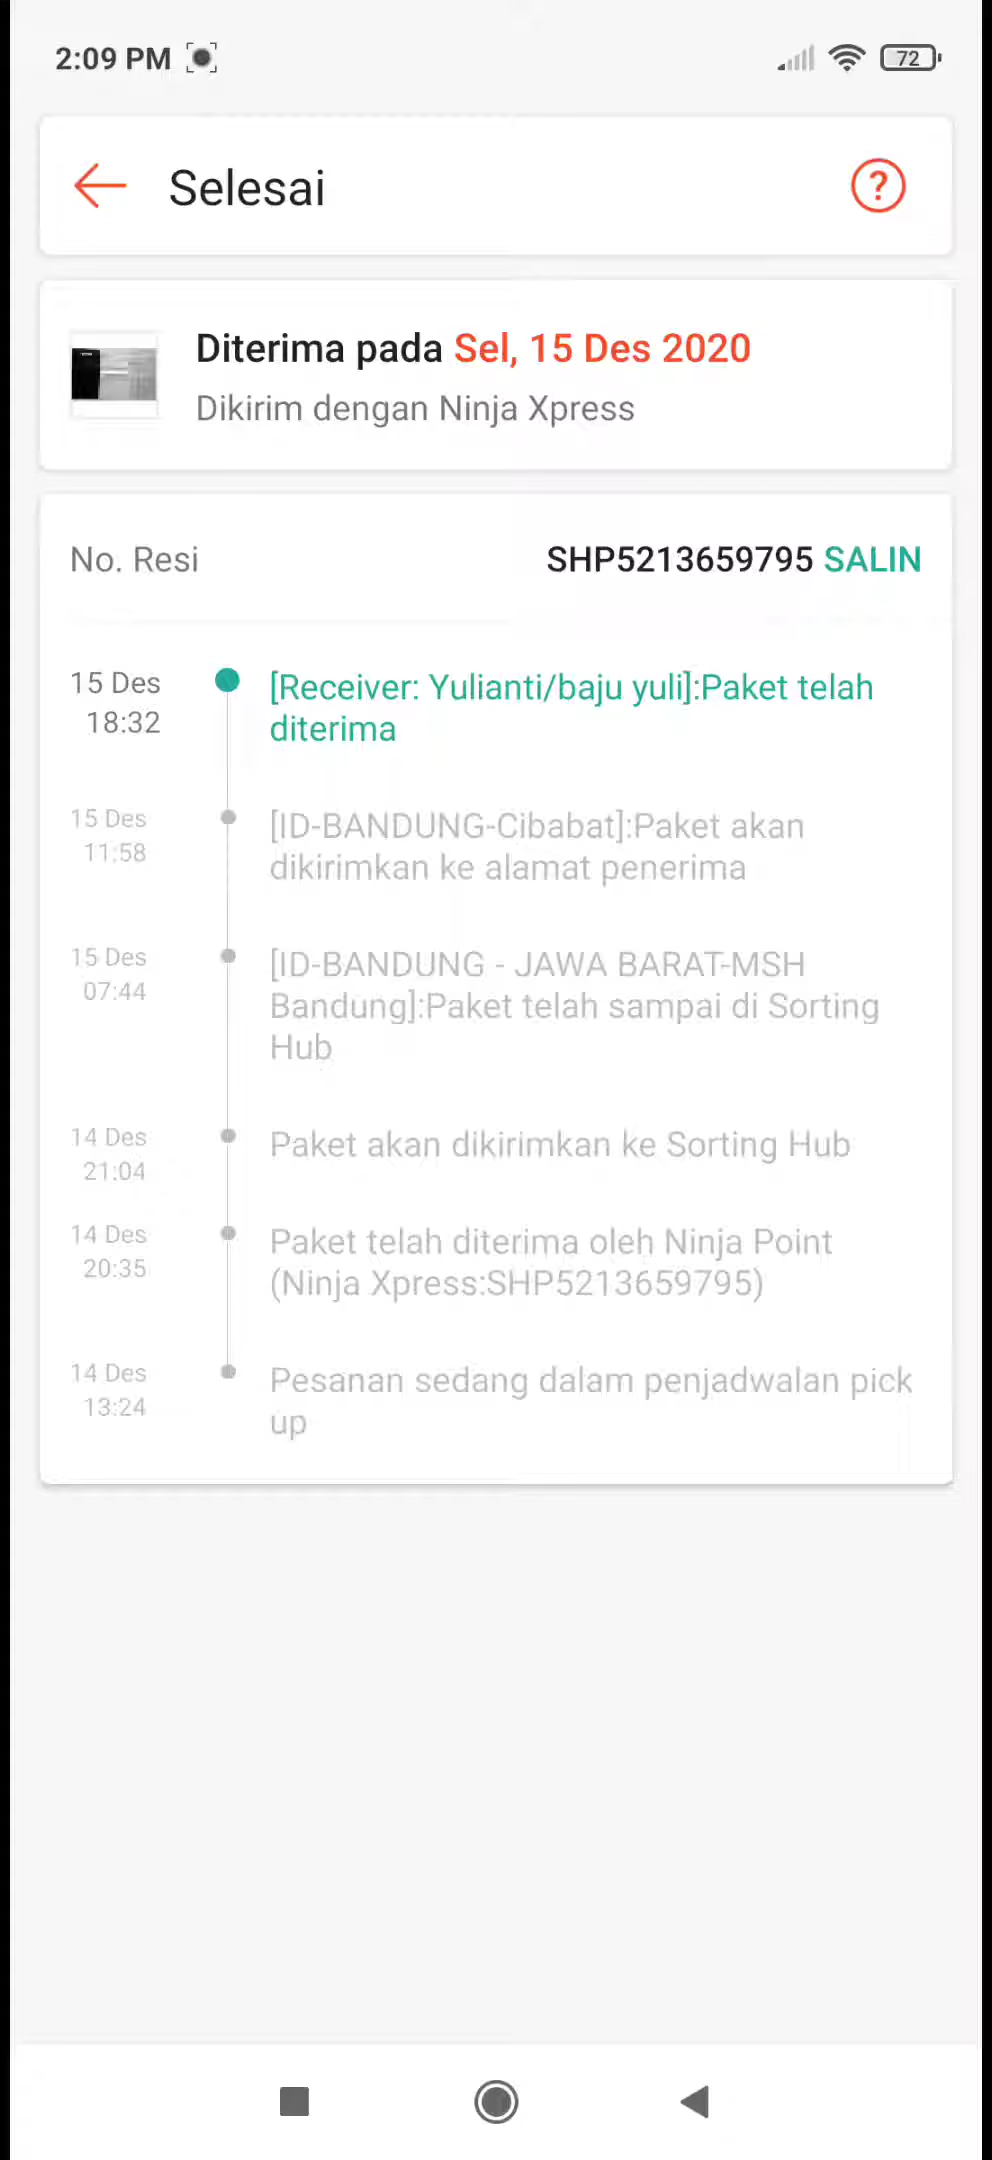 2:09 PM
72
Selesai
?
Diterima pada Sel, 15 Des 2020
Dikirim dengan Ninja Xpress
No. Resi SHP5213659795 SALIN
15 Des
18:32
[Receiver: Yulianti/baju yuli]:Paket telah
diterima
15 Des
11:58
[ID-BANDUNG-Cibabat]:Paket akan
dikirimkan ke alamat penerima
15 Des
07:44
[ID-BANDUNG - JAWA BARAT-MSH
Bandung]:Paket telah sampai di Sorting
Hub
14 Des
21:04
Paket akan dikirimkan ke Sorting Hub
14 Des
20:35
Paket telah diterima oleh Ninja Point
(Ninja Xpress:SHP5213659795)
14 Des
13:24
Pesanan sedang dalam penjadwalan pick
up